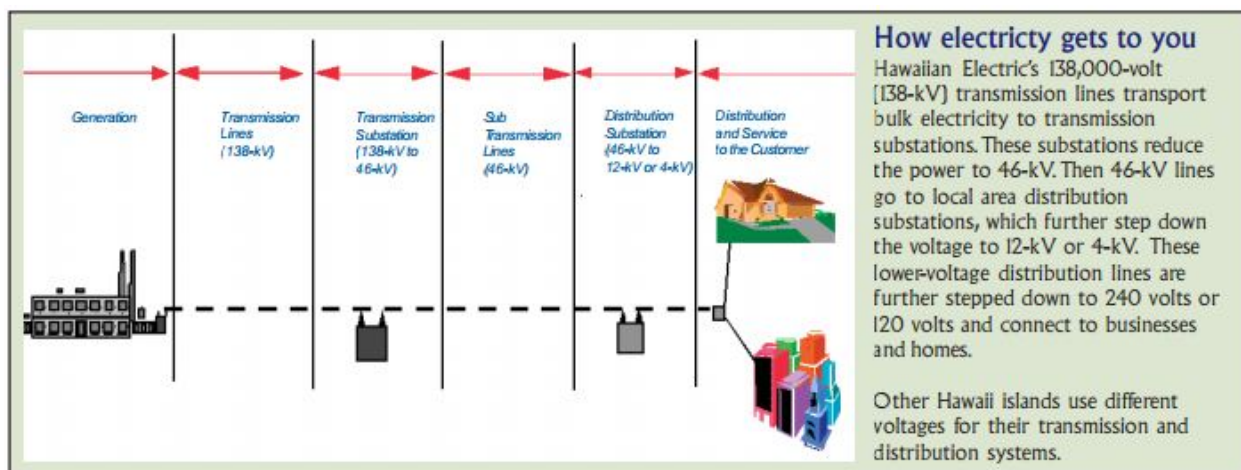 Generation
Transmission
Lines
(138-kV)
Transmission
Substation
(138-kV to
46-kV)
Sub
Transmission
Lines
(46-kV)
Distribution
Substation
(46-kV to
12-kV or 4-kV)
Distribution
and Service
to the Customer
How electricty gets to you
Hawaiian Electric's 138,000-volt
(138-kV) transmission lines transport
bulk electricity to transmission
substations. These substations reduce
the power to 46-kV. Then 46-kV lines
go to local area distribution
substations, which further step down
the voltage to 12-kV or 4-kV. These
lower-voltage distribution lines are
further stepped down to 240 volts or
120 volts and connect to businesses
and homes.
Other Hawaii islands use different
voltages for their transmission and
distribution systems.